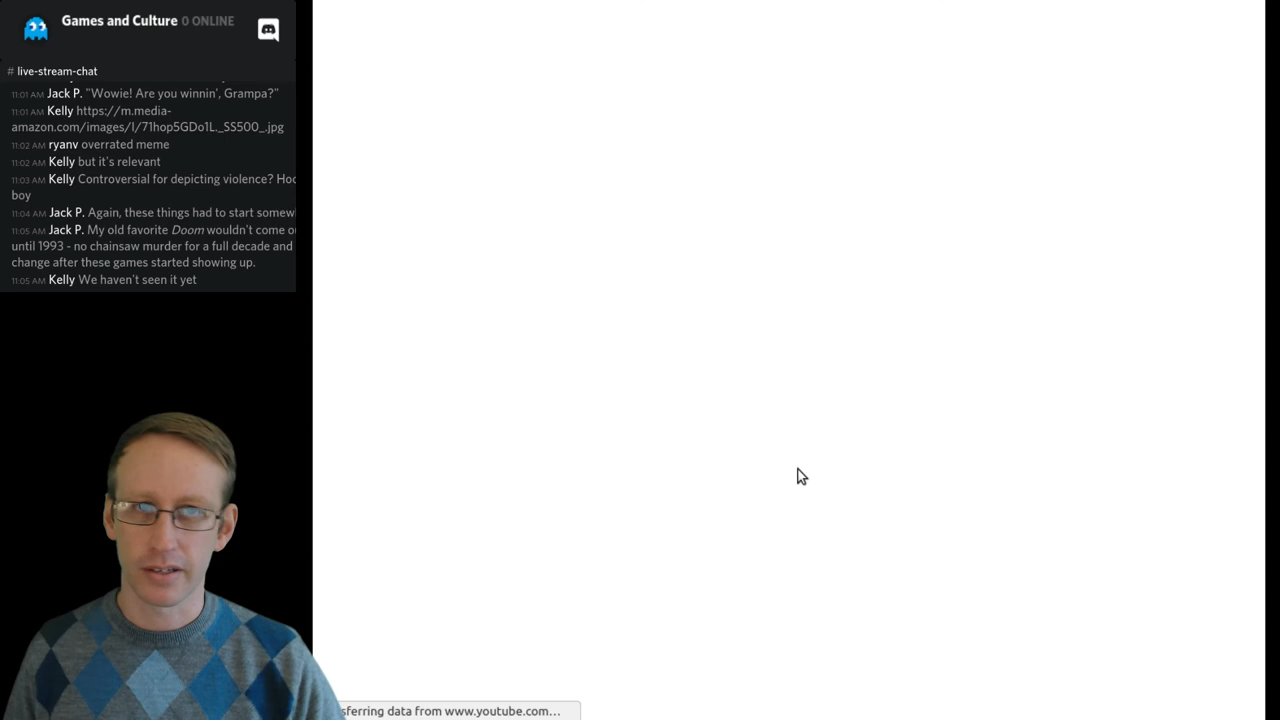 Games and Culture 0 ONLINE
# live-stream-chat
11:01 AM Jack P. "Wowie! Are you winnin', Grampa?"
11:01 AM Kelly https://m.media-
amazon.com/images/I/71hop5GDo1L._SS500_.jpg
11:02 AM ryanv overrated meme
11:02 AM Kelly but it's relevant
11:03 AM Kelly Controversial for depicting violence? Hoo
boy
11:04 AM Jack P. Again, these things had to start somew
11:05 AM Jack P. My old favorite Doom wouldn't come ou
until 1993 - no chainsaw murder for a full decade and
change after these games started showing up.
11:05 AM Kelly We haven't seen it yet
sferring data from www.youtube.com...